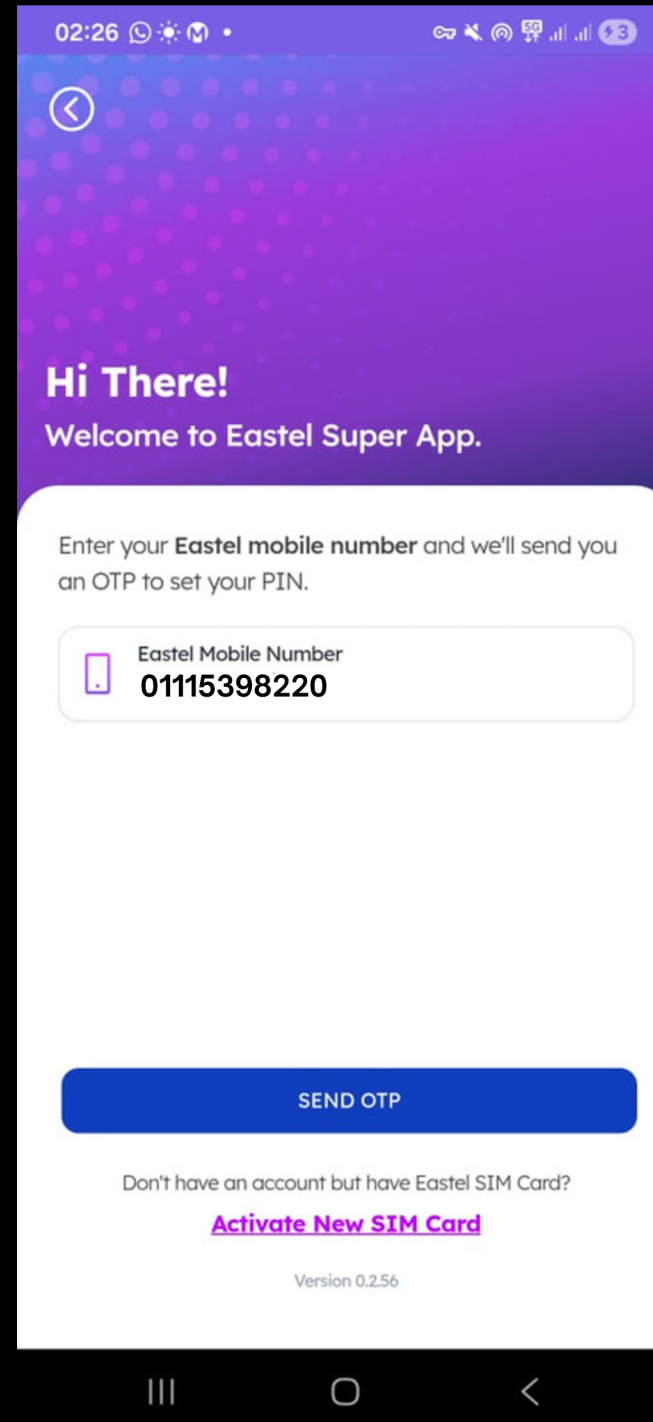 02:26
5G
3
Hi There!
Welcome to Eastel Super App.
Enter your Eastel mobile number and we'll send you
an OTP to set your PIN.
Eastel Mobile Number
01115398220
SEND OTP
Don't have an account but have Eastel SIM Card?
Activate New SIM Card
Version 0.2.56